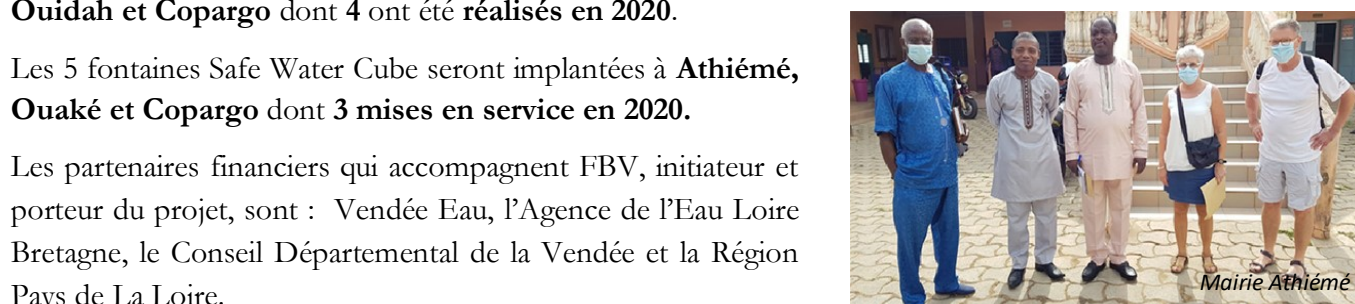 Ouidah et Copargo dont 4 ont été réalisés en 2020.
Les 5 fontaines Safe Water Cube seront implantées à Athiémé,
Ouaké et Copargo dont 3 mises en service en 2020.
Les partenaires financiers qui accompagnent FBV, initiateur et
porteur du projet, sont : Vendée Eau, l'Agence de l'Eau Loire
Bretagne, le Conseil Départemental de la Vendée et la Région
Pays de La Loire.
Mairie Athiémé